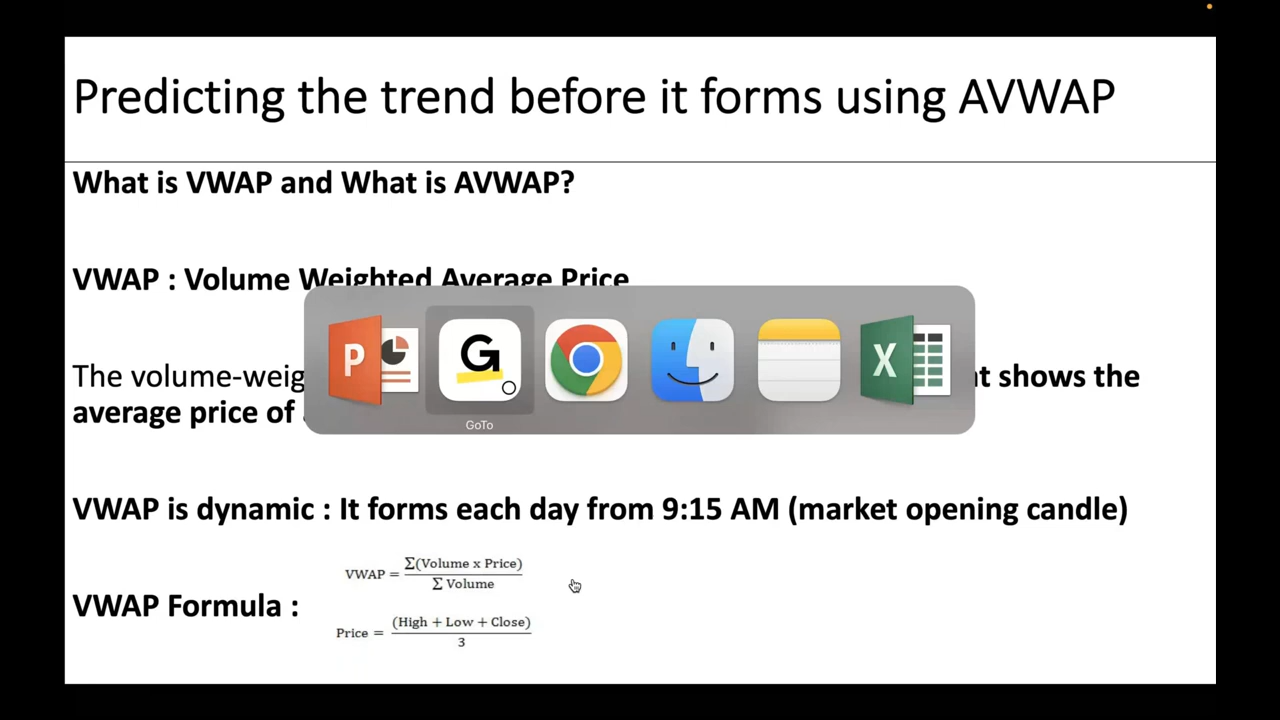 Predicting the trend before it forms using AVWAP
What is VWAP and What is AVWAP?
VWAP : Volume Weighted Average Price
The volume-weig
P
G
X
t shows the
average price of
GoTo
VWAP is dynamic : It forms each day from 9:15 AM (market opening candle)
VWAP = Σ(Volume x Price) / Σ Volume
VWAP Formula :
Price = (High + Low + Close) / 3